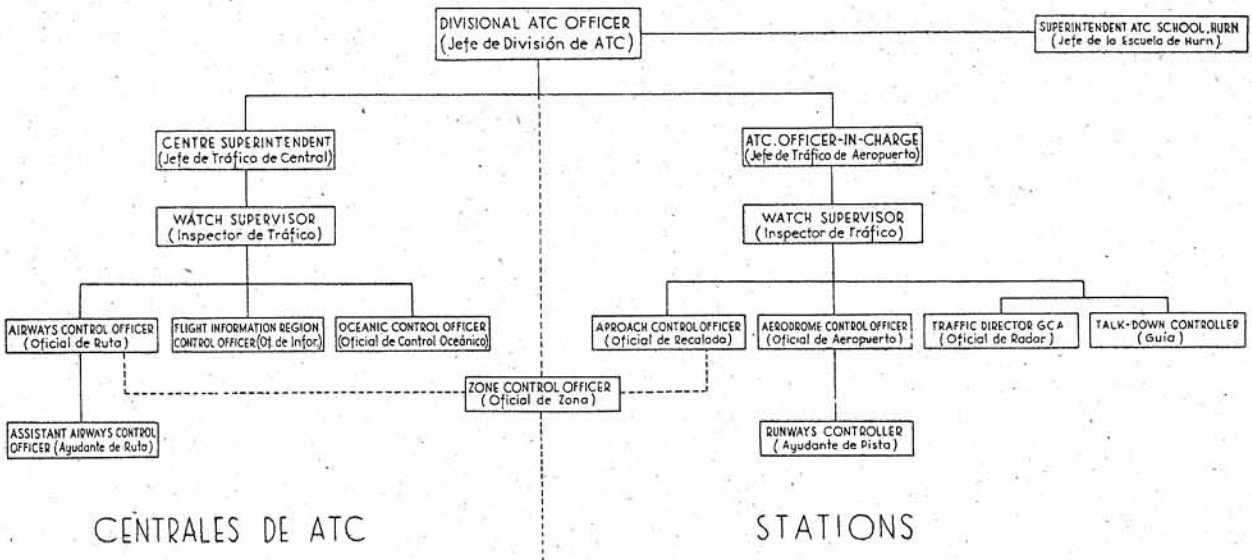 DIVISIONAL ATC OFFICER
(Jefe de División de ATC)
SUPERINTENDENT ATC SCHOOL, HURN
(Jefe de la Escuela de Hurn).
CENTRE SUPERINTENDENT
(Jefe de Tráfico de Central)
ATC. OFFICER-IN-CHARGE
(Jefe de Tráfico de Aeropuerto)
WATCH SUPERVISOR
(Inspector de Tráfico)
WATCH SUPERVISOR
(Inspector de Tráfico)
AIRWAYS CONTROL OFFICER
(Oficial de Ruta)
FLIGHT INFORMATION REGION
CONTROL OFFICER (Of. de Infor.)
OCEANIC CONTROL OFFICER
(Oficial de Control Oceánico)
APROACH CONTROL OFFICER
(Oficial de Recalada)
AERODROME CONTROL OFFICER
(Oficial de Aeropuerto)
TRAFFIC DIRECTOR GCA
(Oficial de Radar)
TALK-DOWN CONTROLLER
(Guía)
ZONE CONTROL OFFICER
(Oficial de Zona)
ASSISTANT AIRWAYS CONTROL
OFFICER (Ayudante de Ruta)
RUNWAYS CONTROLLER
(Ayudante de Pista)
CENTRALES DE ATC
STATIONS